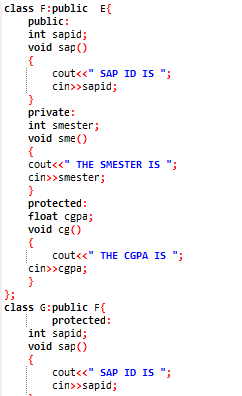 class F:public  E{
    public:
    int sapid;
    void sap()
    {
        cout<<" SAP ID IS ";
        cin>>sapid;
    }
    private:
    int smester;
    void sme()
    {
    cout<<" THE SMESTER IS ";
    cin>>smester;
    }
    protected:
    float cgpa;
    void cg()
    {
        cout<<" THE CGPA IS ";
    cin>>cgpa;
    }
};
class G:public F{
        protected:
    int sapid;
    void sap()
    {
        cout<<" SAP ID IS ";
        cin>>sapid;
    }